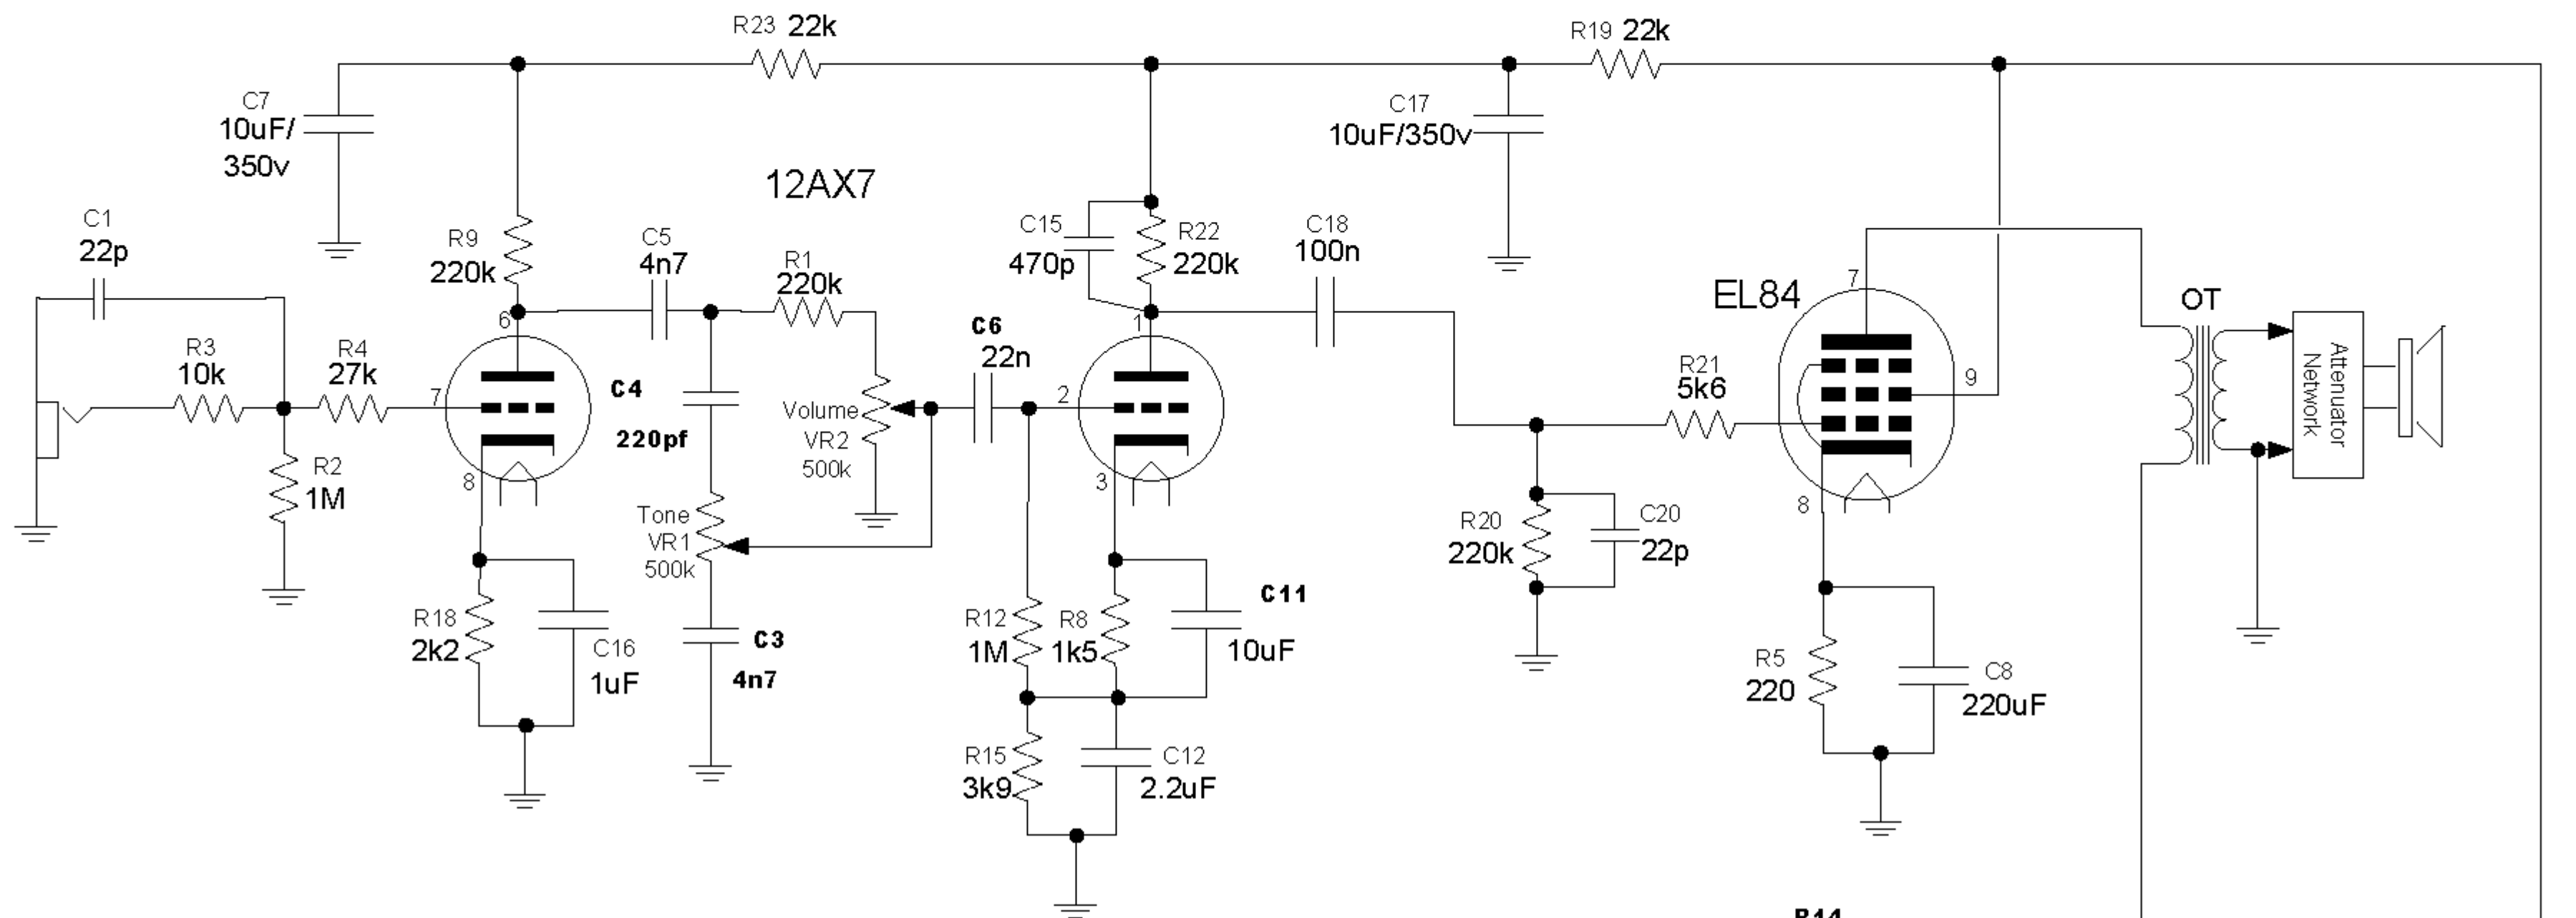 R23 22k
R19 22k
C7
10uF/
350v
C17
10uF/350v
12AX7
C1
22p
R9
220k
C5
4n7
R1
220k
C15
470p
R22
220k
C18
100n
7
EL84
OT
6
1
C6
22n
R3
10k
R4
27k
7
C4
220pf
Volume
VR2
500k
2
R21
5k6
9
Attenuator
Network
R2
1M
8
3
8
Tone
VR1
500k
R20
220k
C20
22p
R18
2k2
C16
1uF
C3
4n7
R12
1M
R8
1k5
C11
10uF
R5
220
C8
220uF
R15
3k9
C12
2.2uF
R14